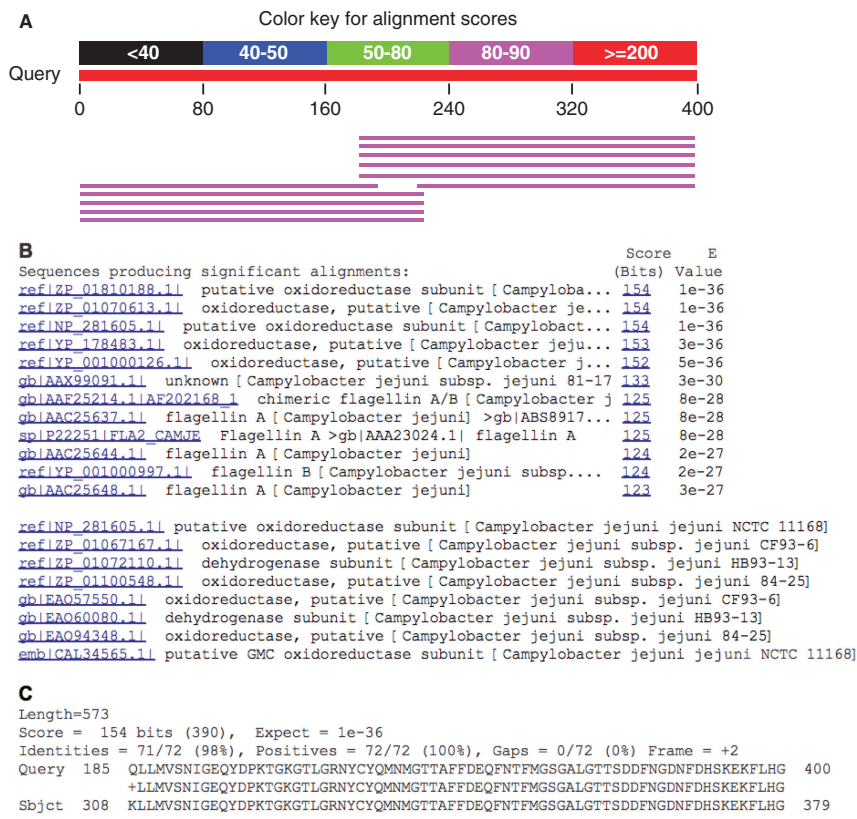 A
Color key for alignment scores
<40 40-50 50-80 80-90 >=200
Query
0 80 160 240 320 400
B
Score E
Sequences producing significant alignments: (Bits) Value
ref|ZP_01810188.1| putative oxidoreductase subunit [Campyloba... 154 1e-36
ref|ZP_01070613.1| oxidoreductase, putative [Campylobacter je... 154 1e-36
ref|NP_281605.1| putative oxidoreductase subunit [Campylobact... 154 1e-36
ref|YP_178483.1| oxidoreductase, putative [Campylobacter jeju... 153 3e-36
ref|YP_001000126.1| oxidoreductase, putative [Campylobacter j... 152 5e-36
gb|AAX99091.1| unknown [Campylobacter jejuni subsp. jejuni 81-17 133 3e-30
gb|AAF25214.1|AF202168_1 chimeric flagellin A/B [Campylobacter j 125 8e-28
gb|AAC25637.1| flagellin A [Campylobacter jejuni] >gb|ABS8917... 125 8e-28
sp|P22251|FLA2_CAMJE Flagellin A >gb|AAA23024.1| flagellin A 125 8e-28
gb|AAC25644.1| flagellin A [Campylobacter jejuni] 124 2e-27
ref|YP_001000997.1| flagellin B [Campylobacter jejuni subsp.... 124 2e-27
gb|AAC25648.1| flagellin A [Campylobacter jejuni] 123 3e-27
ref|NP_281605.1| putative oxidoreductase subunit [Campylobacter jejuni jejuni NCTC 11168]
ref|ZP_01067167.1| oxidoreductase, putative [Campylobacter jejuni subsp. jejuni CF93-6]
ref|ZP_01072110.1| dehydrogenase subunit [Campylobacter jejuni subsp. jejuni HB93-13]
ref|ZP_01100548.1| oxidoreductase, putative [Campylobacter jejuni subsp. jejuni 84-25]
gb|EAO57550.1| oxidoreductase, putative [Campylobacter jejuni subsp. jejuni CF93-6]
gb|EAO60080.1| dehydrogenase subunit [Campylobacter jejuni subsp. jejuni HB93-13]
gb|EAO94348.1| oxidoreductase, putative [Campylobacter jejuni subsp. jejuni 84-25]
emb|CAL34565.1| putative GMC oxidoreductase subunit [Campylobacter jejuni jejuni NCTC 11168]
C
Length=573
Score = 154 bits (390), Expect = 1e-36
Identities = 71/72 (98%), Positives = 72/72 (100%), Gaps = 0/72 (0%) Frame = +2
Query 185 QLLMVSNIGEQYDPKTGKGTLGRNYCYQMNMGTTAFFDEQFNTFMGSGALGTTSDDFNGDNFDHSKEKFLHG 400
+LLMVSNIGEQYDPKTGKGTLGRNYCYQMNMGTTAFFDEQFNTFMGSGALGTTSDDFNGDNFDHSKEKFLHG
Sbjct 308 KLLMVSNIGEQYDPKTGKGTLGRNYCYQMNMGTTAFFDEQFNTFMGSGALGTTSDDFNGDNFDHSKEKFLHG 379